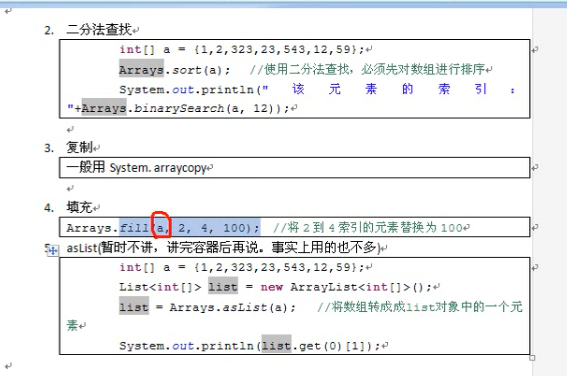 2. 二分法查找
int[] a = {1,2,323,23,543,12,59};
Arrays.sort(a); //使用二分法查找，必须先对数组进行排序
System.out.println("该元素的索引：
"+Arrays.binarySearch(a, 12));
3. 复制
一般用 System.arraycopy
4. 填充
Arrays.fill(a, 2, 4, 100); //将 2 到 4 索引的元素替换为 100
asList(暂时不讲，讲完容器后再说。事实上用的也不多)
int[] a = {1,2,323,23,543,12,59};
List<int[]> list = new ArrayList<int[]>();
list = Arrays.asList(a); //将数组转成成list对象中的一个元
素
System.out.println(list.get(0)[1]);